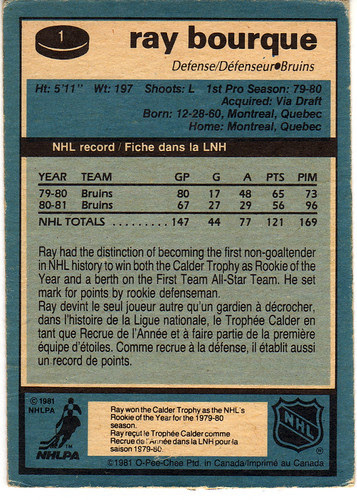 1
ray bourque
Defense/Défenseur•Bruins
Ht: 5'11" Wt: 197 Shoots: L 1st Pro Season: 79-80
Acquired: Via Draft
Born: 12-28-60, Montreal, Quebec
Home: Montreal, Quebec
NHL record / Fiche dans la LNH
YEAR TEAM GP G A PTS PIM
79-80 Bruins 80 17 48 65 73
80-81 Bruins 67 27 29 56 96
NHL TOTALS ......... 147 44 77 121 169
Ray had the distinction of becoming the first non-goaltender
in NHL history to win both the Calder Trophy as Rookie of the
Year and a berth on the First Team All-Star Team. He set
mark for points by rookie defenseman.
Ray devint le seul joueur autre qu'un gardien à décrocher,
dans l'histoire de la Ligue nationale, le Trophée Calder en
tant que Recrue de l'Année et à faire partie de la première
équipe d'étoiles. Comme recrue à la défense, il établit aussi
un record de points.
© 1981
NHLPA
NHLPA
Ray won the Calder Trophy as the NHL's
Rookie of the Year for the 1979-80
season.
Ray reçut le Trophée Calder comme
Recrue de l'Année dans la LNH pour la
saison 1979-80.
NHL
© 1981 O-Pee-Chee Ptd. in Canada/Imprimé au Canada